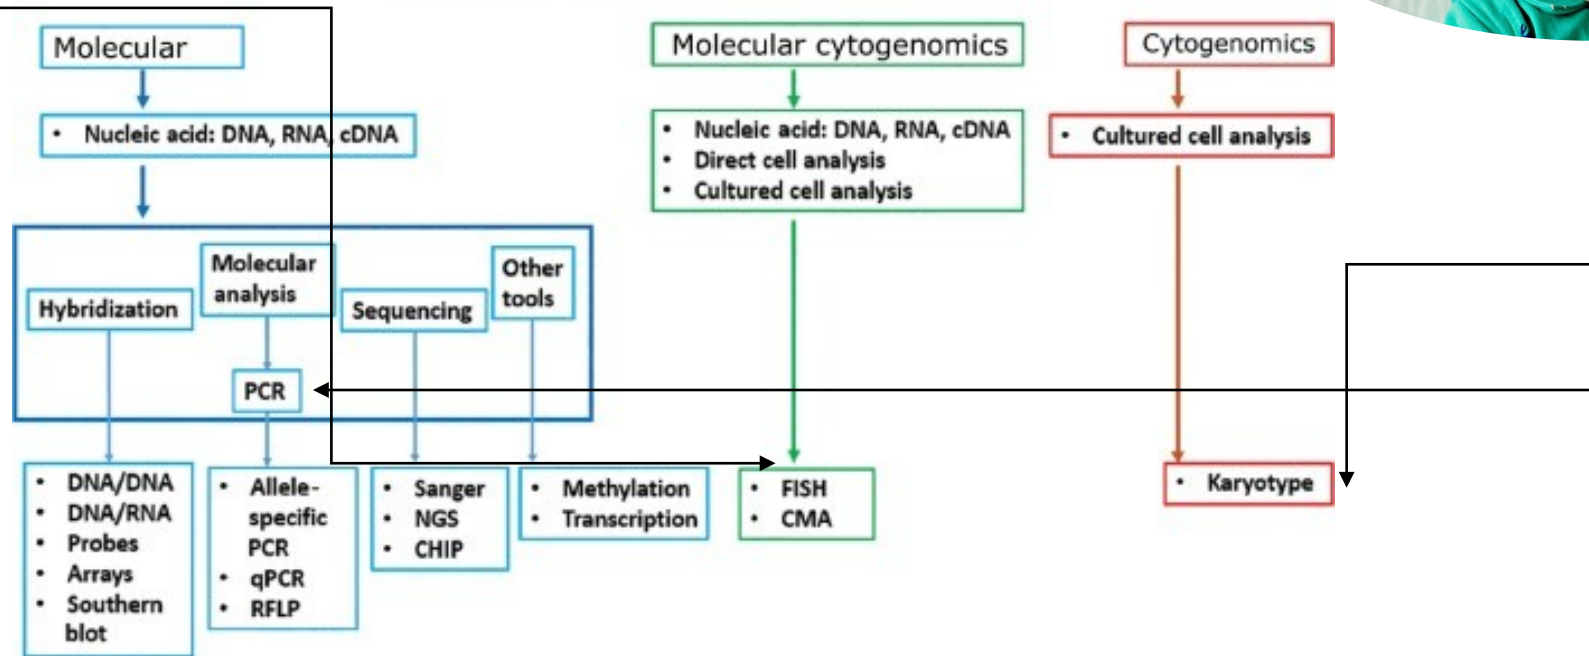 Molecular
Molecular cytogenomics
Cytogenomics
• Nucleic acid: DNA, RNA, cDNA
• Nucleic acid: DNA, RNA, cDNA
• Direct cell analysis
• Cultured cell analysis
• Cultured cell analysis
Hybridization
Molecular
analysis
Sequencing
Other
tools
PCR
• DNA/DNA
• DNA/RNA
• Probes
• Arrays
• Southern
blot
• Allele-
specific
PCR
• qPCR
• RFLP
• Sanger
• NGS
• CHIP
• Methylation
• Transcription
• FISH
• CMA
• Karyotype